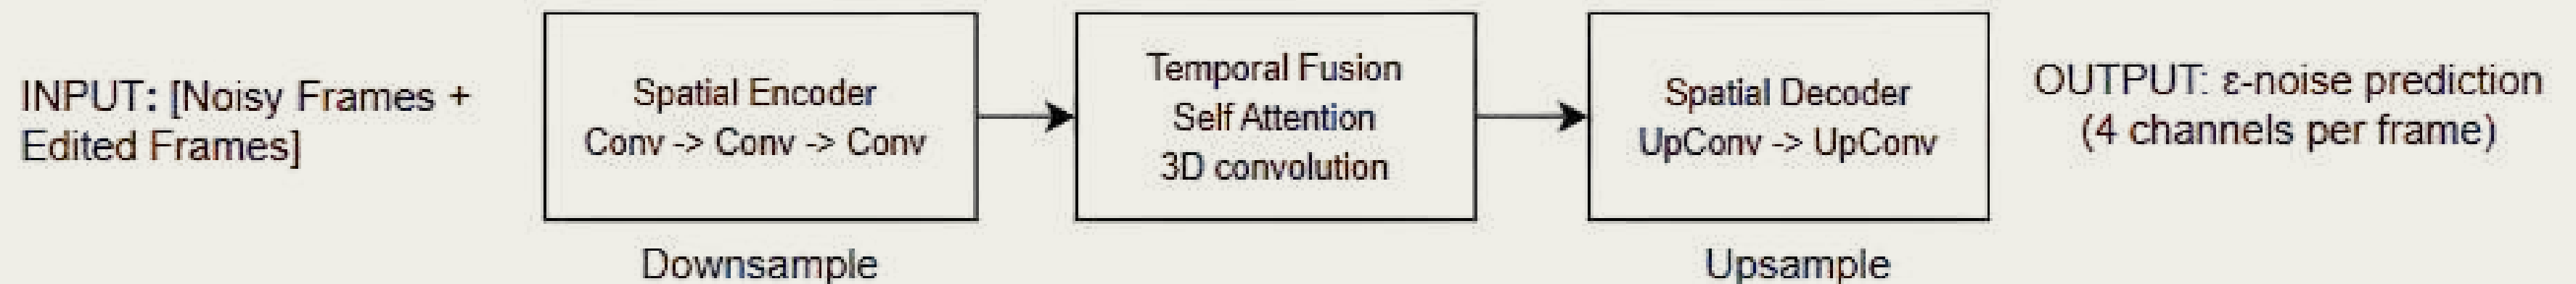 INPUT: [Noisy Frames +
Edited Frames]
Spatial Encoder
Conv -> Conv -> Conv
Downsample
Temporal Fusion
Self Attention
3D convolution
Spatial Decoder
UpConv -> UpConv
Upsample
OUTPUT: ε-noise prediction
(4 channels per frame)